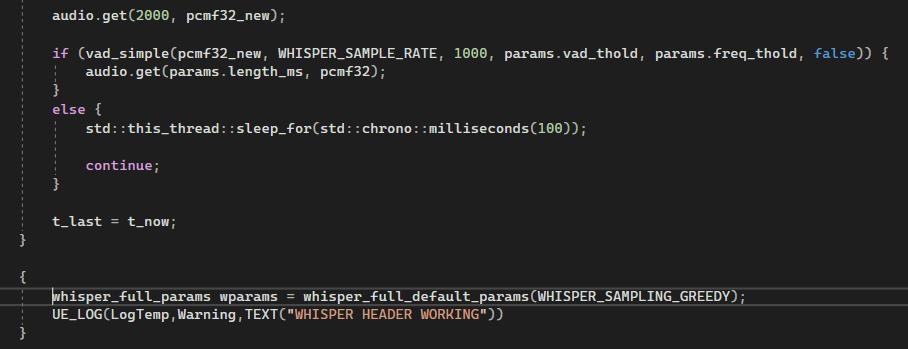 audio.get(2000, pcmf32_new);
if (vad_simple(pcmf32_new, WHISPER_SAMPLE_RATE, 1000, params.vad_thold, params.freq_thold, false)) {
audio.get(params.length_ms, pcmf32);
}
else {
std::this_thread::sleep_for(std::chrono::milliseconds(100));
continue;
}
t_last = t_now;
}
{
whisper_full_params wparams = whisper_full_default_params(WHISPER_SAMPLING_GREEDY);
UE_LOG(LogTemp,Warning,TEXT("WHISPER HEADER WORKING"))
}